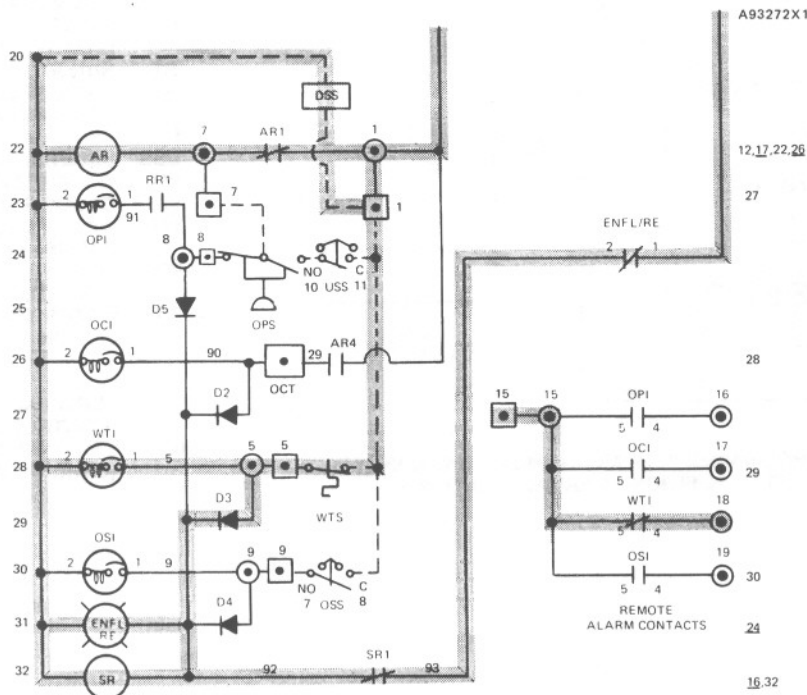 A93272X1
20
DSS
7 AR1 1
22 AR 12,17,22,26
2 1 RR1 7 1 27
23 91
OPI ENFL/RE
8 8 2 1
24 NO C
10 USS 11
25 D5 OPS
OCI AR4
2 1 90 29 28
26
OCT OPI
15 15 16
D2 5 4
27
WTI OCI 17
2 1 5 5 5 29
28 5 4
D3 WTS WTI 18
29 5 4
OSI
2 1 9 9 9 OSI 19
30 NO C 30
7 OSS 8 5 4
D4 REMOTE
31 ENFL ALARM CONTACTS 24
RE
SR1
32 SR 92 93 16,32